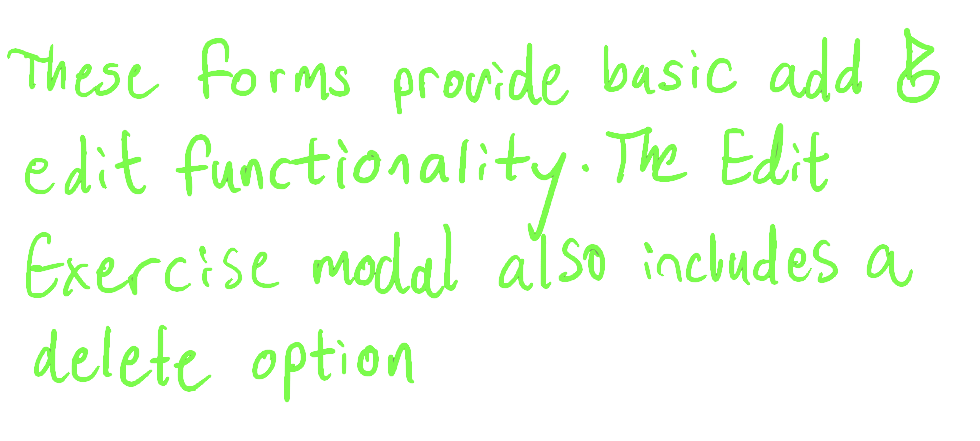 These forms provide basic add &
edit functionality. The Edit
Exercise modal also includes a
delete option